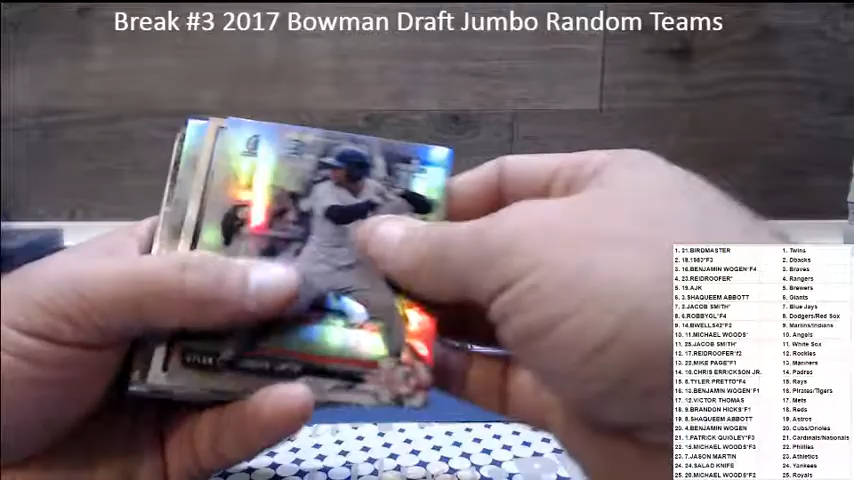 Break #3 2017 Bowman Draft Jumbo Random Teams
1. 21.BIRDMASTER 1. Twins
2. 18.1983*F3 2. Dbacks
3. 16.BENJAMIN WOGEN*F4 3. Braves
4. 23.REIDROOFER* 4. Rangers
5. 19.AJK 5. Brewers
6. 3.SHAQUEEM ABBOTT 6. Giants
7. 2.JACOB SMITH* 7. Blue Jays
8. 6.ROBBYOL*F4 8. Dodgers/Red Sox
9. 14.BWELLS42*F2 9. Marlins/Indians
10. 11.MICHAEL WOODS* 10. Angels
11. 25.JACOB SMITH* 11. White Sox
12. 17.REIDROOFER*f2 12. Rockies
13. 22.MIKE PAGE*F1 13. Mariners
14. 10.CHRIS ERRICKSON JR. 14. Padres
15. 5.TYLER PRETTO*F4 15. Rays
16. 13.BENJAMIN WOGEN*F1 16. Pirates/Tigers
17. 12.VICTOR THOMAS 17. Mets
18. 9.BRANDON HICKS*F1 18. Reds
19. 8.SHAQUEEM ABBOTT 19. Astros
20. 4.BENJAMIN WOGEN 20. Cubs/Orioles
21. 1.PATRICK QUIGLEY*F3 21. Cardinals/Nationals
22. 15.MICHAEL WOODS*F3 22. Phillies
23. 7.JASON MARTIN 23. Athletics
24. 24.SALAD KNIFE 24. Yankees
25. 20.MICHAEL WOODS*F2 25. Royals